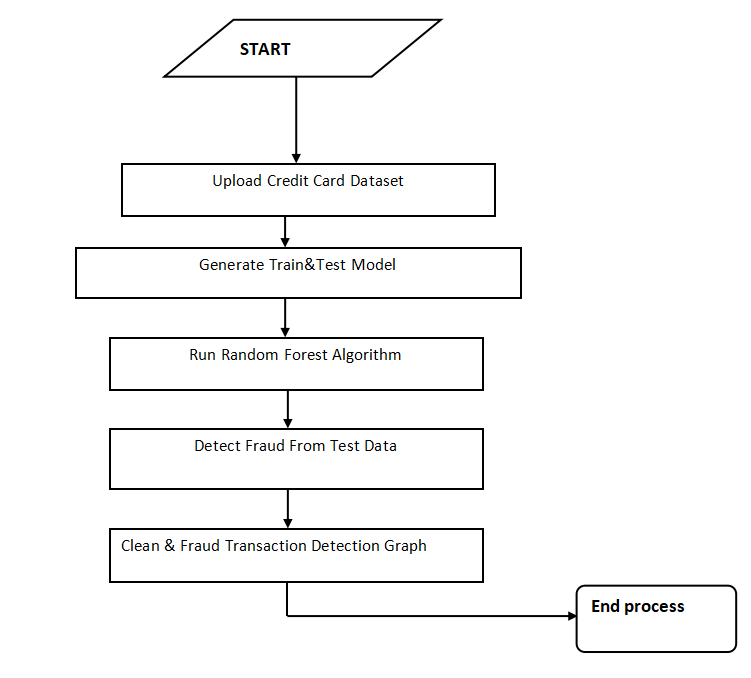 START
Upload Credit Card Dataset
Generate Train&Test Model
Run Random Forest Algorithm
Detect Fraud From Test Data
Clean & Fraud Transaction Detection Graph
End process